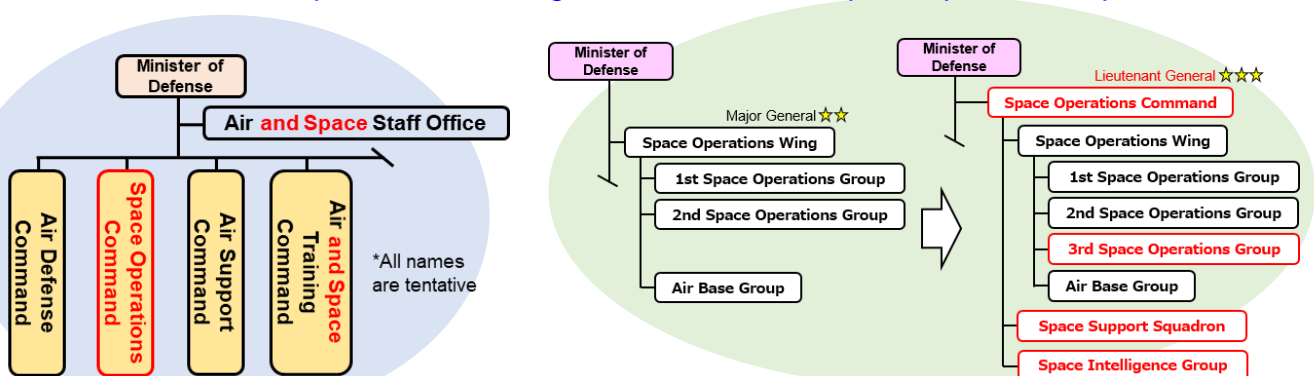 Minister of
Defense
Air and Space Staff Office
Air Defense
Command
Space Operations
Command
Air Support
Command
Air and Space
Training
Command
*All names
are tentative
Minister of
Defense
Major General ☆☆
Space Operations Wing
1st Space Operations Group
2nd Space Operations Group
Air Base Group
Minister of
Defense
Lieutenant General ☆☆☆
Space Operations Command
Space Operations Wing
1st Space Operations Group
2nd Space Operations Group
3rd Space Operations Group
Air Base Group
Space Support Squadron
Space Intelligence Group